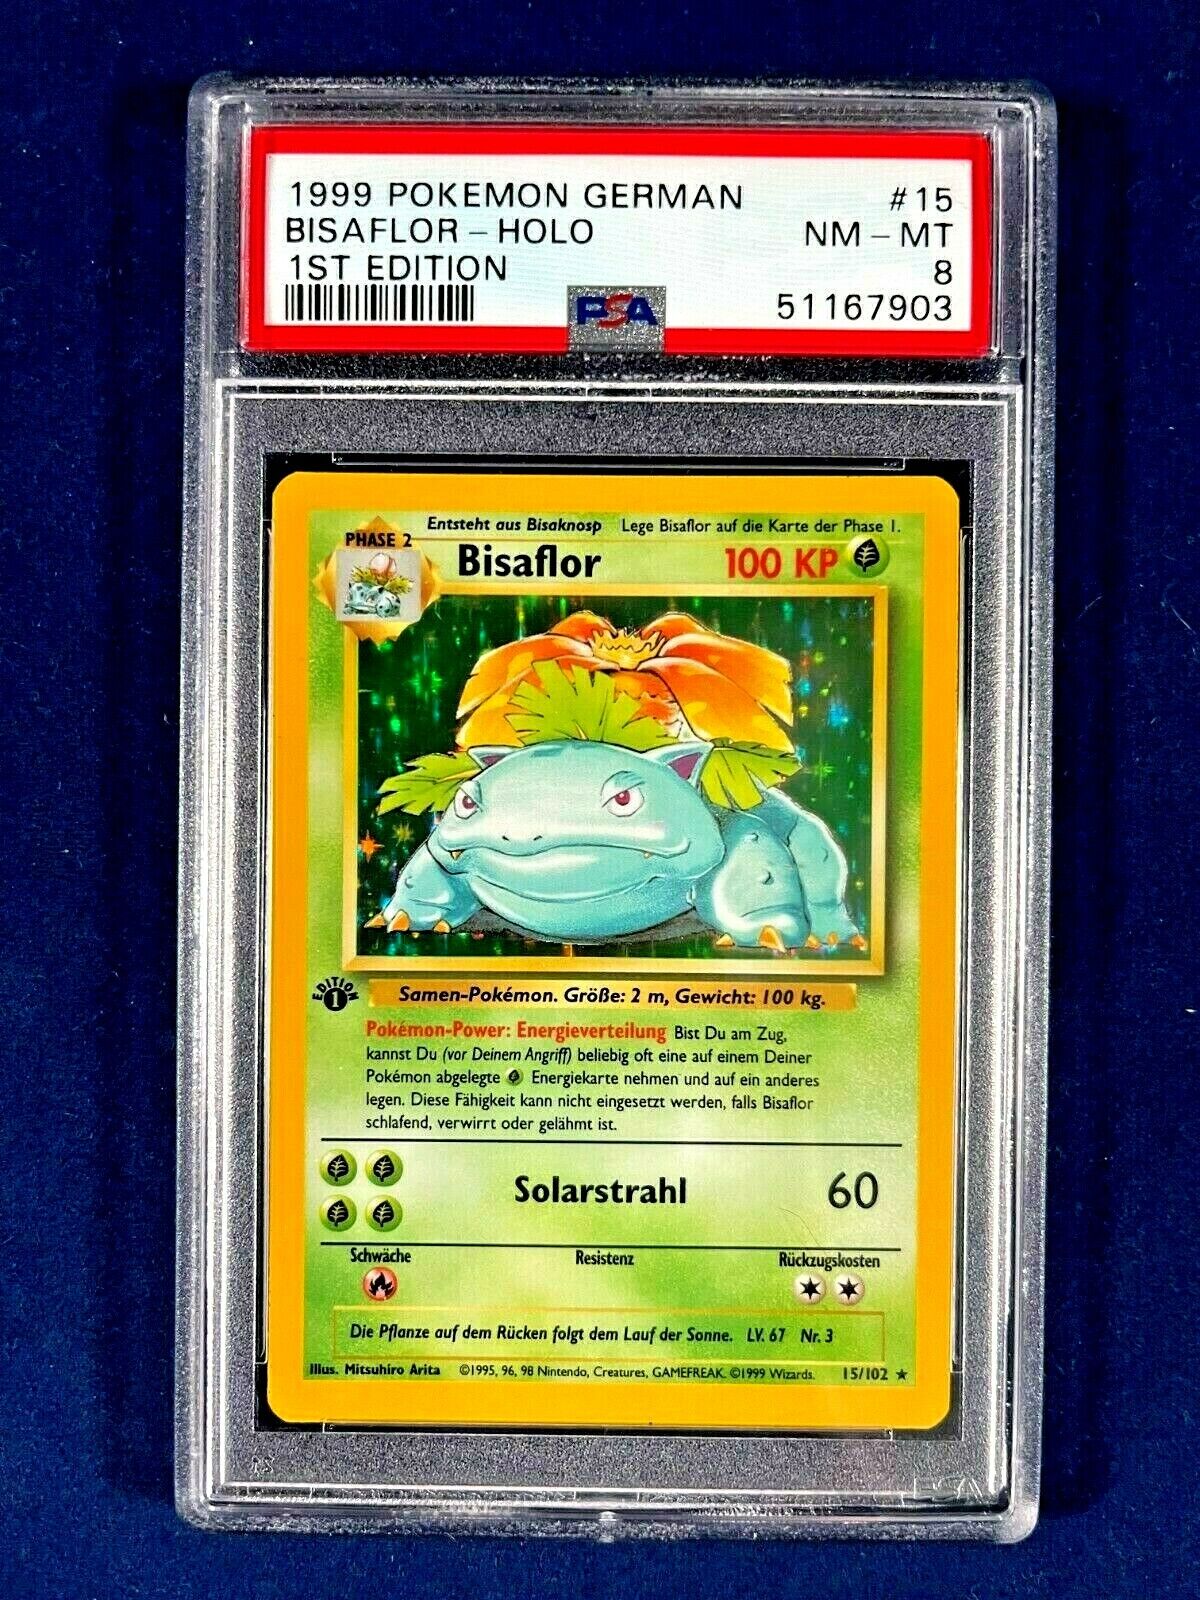 1999 POKEMON GERMAN #15
BISAFLOR - HOLO NM - MT
1ST EDITION 8
PSA 51167903
Entsteht aus Bisaknosp Lege Bisaflor auf die Karte der Phase 1.
PHASE 2
Bisaflor 100 KP
EDITION 1
Samen-Pokémon. Größe: 2 m, Gewicht: 100 kg.
Pokémon-Power: Energieverteilung Bist Du am Zug,
kannst Du (vor Deinem Angriff) beliebig oft eine auf einem Deiner
Pokémon abgelegte Energiekarte nehmen und auf ein anderes
legen. Diese Fähigkeit kann nicht eingesetzt werden, falls Bisaflor
schlafend, verwirrt oder gelähmt ist.
Solarstrahl 60
Schwäche Resistenz Rückzugskosten
Die Pflanze auf dem Rücken folgt dem Lauf der Sonne. LV. 67 Nr. 3
Illus. Mitsuhiro Arita ©1995, 96, 98 Nintendo, Creatures, GAMEFREAK. ©1999 Wizards. 15/102 ★
PSA